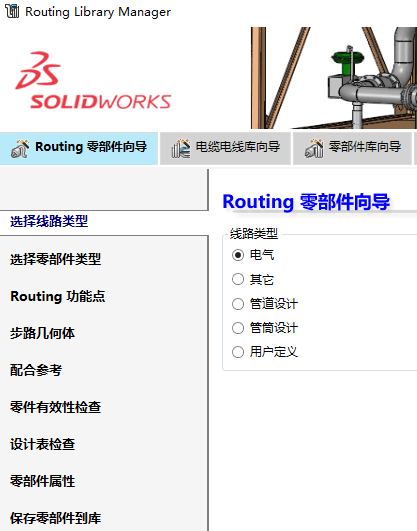 Routing Library Manager
SOLIDWORKS
Routing 零部件向导
电缆电线库向导
零部件库向导
选择线路类型
选择零部件类型
Routing 功能点
步路几何体
配合参考
零件有效性检查
设计表检查
零部件属性
保存零部件到库
Routing 零部件向导
线路类型
电气
其它
管道设计
管筒设计
用户定义